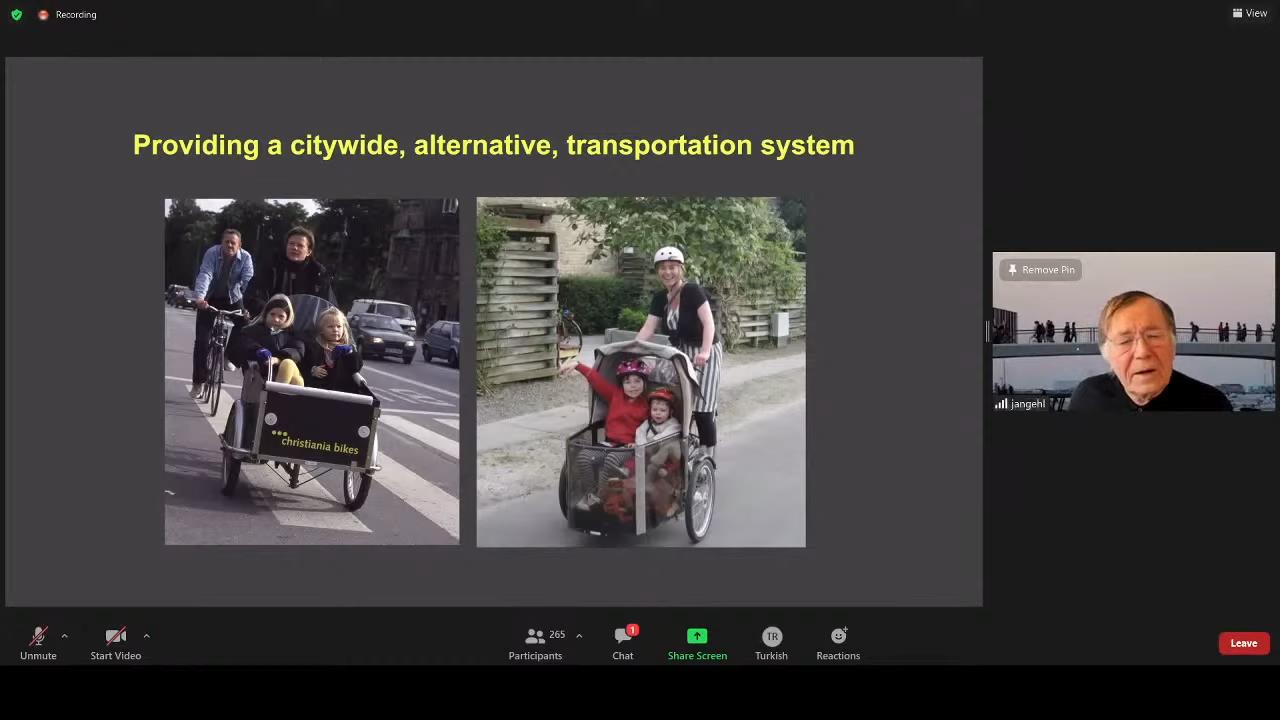 Recording
View
Providing a citywide, alternative, transportation system
christiania bikes
Remove Pin
jangehl
265
1
TR
Unmute
Start Video
Participants
Chat
Share Screen
Turkish
Reactions
Leave